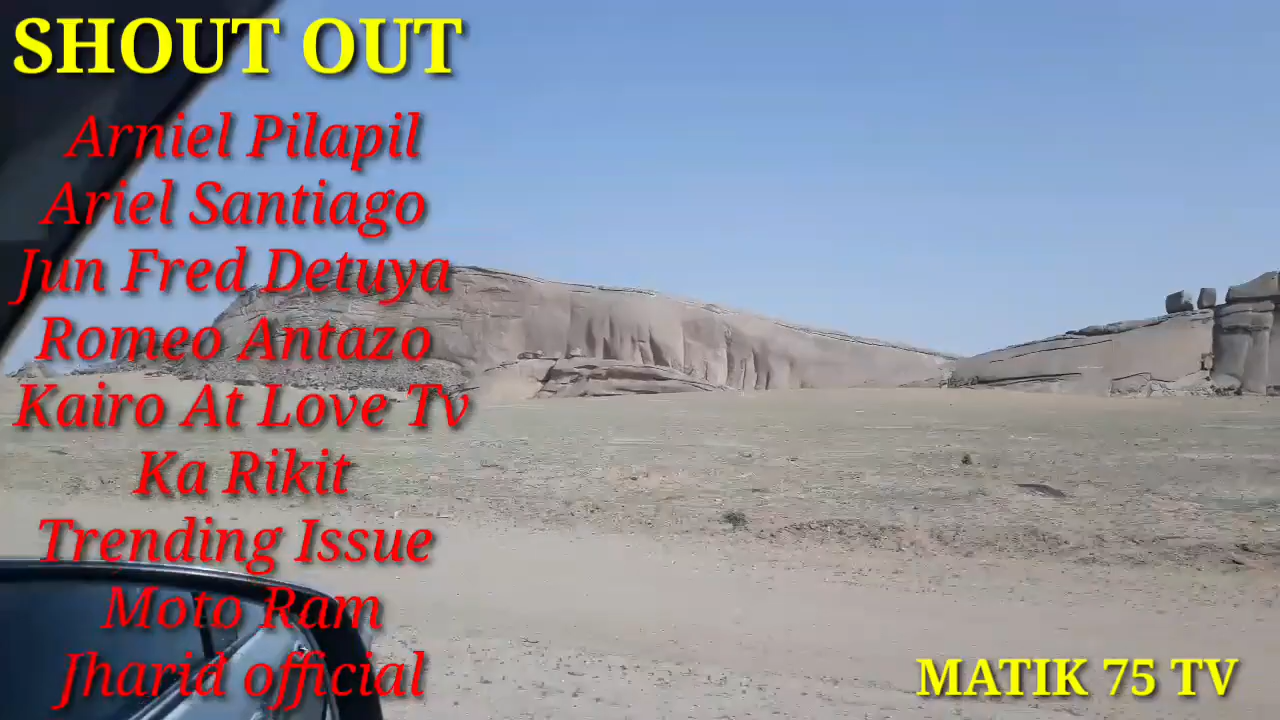 SHOUT OUT
Arniel Pilapil
Ariel Santiago
Jun Fred Detuya
Romeo Antazo
Kairo At Love Tv
Ka Rikit
Trending Issue
Moto Ram
Jharid official
MATIK 75 TV